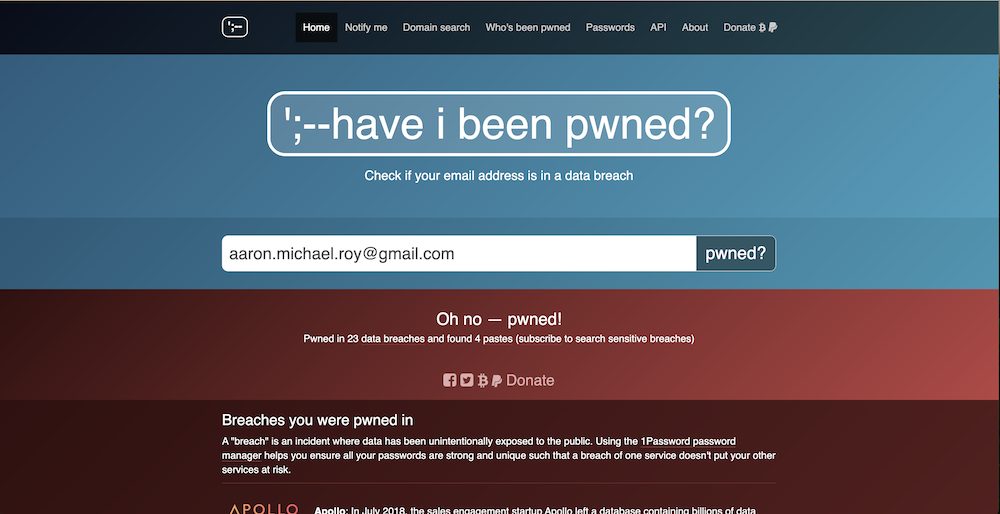 ';--
Home Notify me Domain search Who's been pwned Passwords API About Donate
';--have i been pwned?
Check if your email address is in a data breach
aaron.michael.roy@gmail.com pwned?
Oh no — pwned!
Pwned in 23 data breaches and found 4 pastes (subscribe to search sensitive breaches)
Donate
Breaches you were pwned in
A "breach" is an incident where data has been unintentionally exposed to the public. Using the 1Password password
manager helps you ensure all your passwords are strong and unique such that a breach of one service doesn't put your other
services at risk.
APOLLO
Apollo: In July 2018, the sales engagement startup Apollo left a database containing billions of data